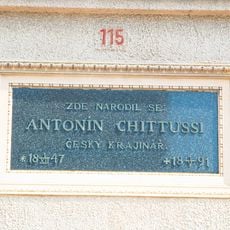 115
ZDE NARODIL SE:
ANTONÍN CHITTUSSI
ČESKÝ KRAJINÁŘ.
*1847 +1891